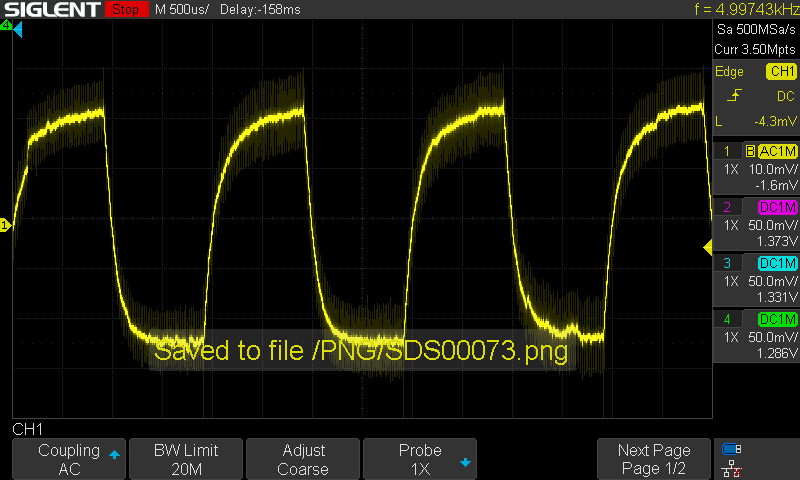 SIGLENT Stop M 500us/ Delay:-158ms f = 4.99743kHz
Sa 500MSa/s
Curr 3.50Mpts
Edge CH1
DC
L -4.3mV
1 B AC1M
1X 10.0mV/
-1.6mV
2 DC1M
1X 50.0mV/
1.373V
3 DC1M
1X 50.0mV/
1.331V
4 DC1M
1X 50.0mV/
1.286V
4
1
Saved to file /PNG/SDS00073.png
CH1
Coupling
AC
BW Limit
20M
Adjust
Coarse
Probe
1X
Next Page
Page 1/2